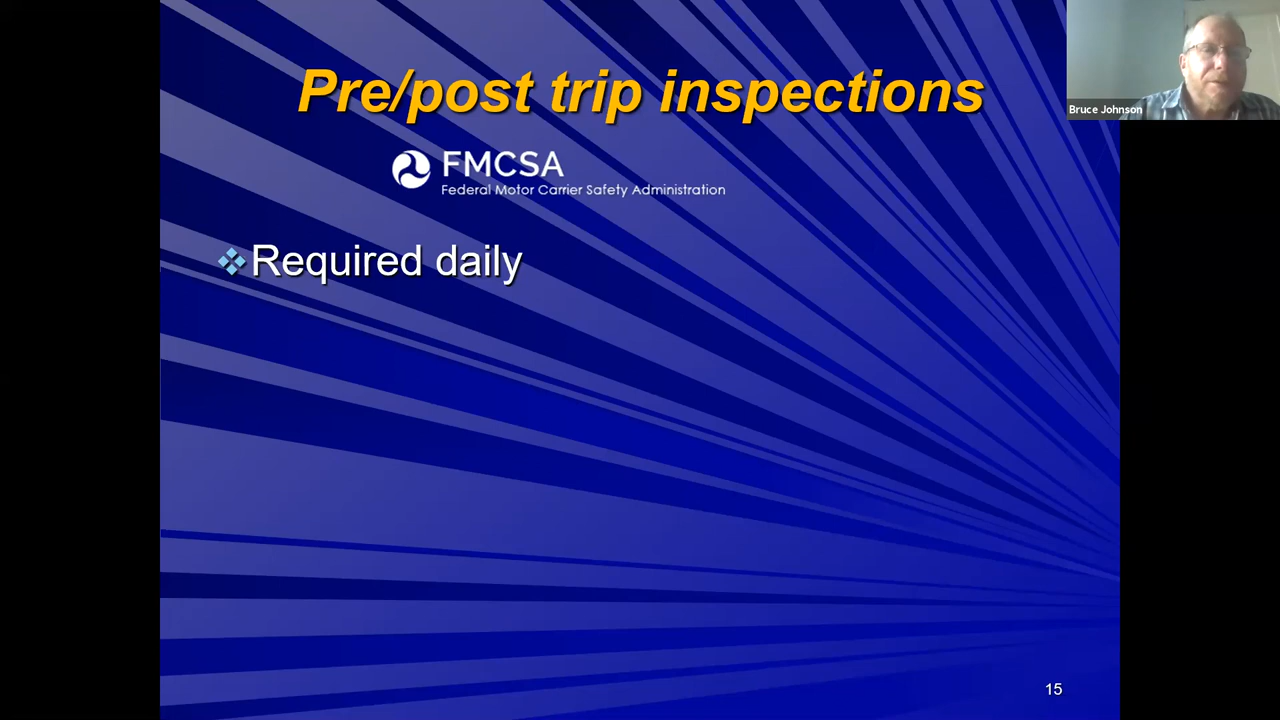 Pre/post trip inspections
Bruce Johnson
FMCSA
Federal Motor Carrier Safety Administration
Required daily
15